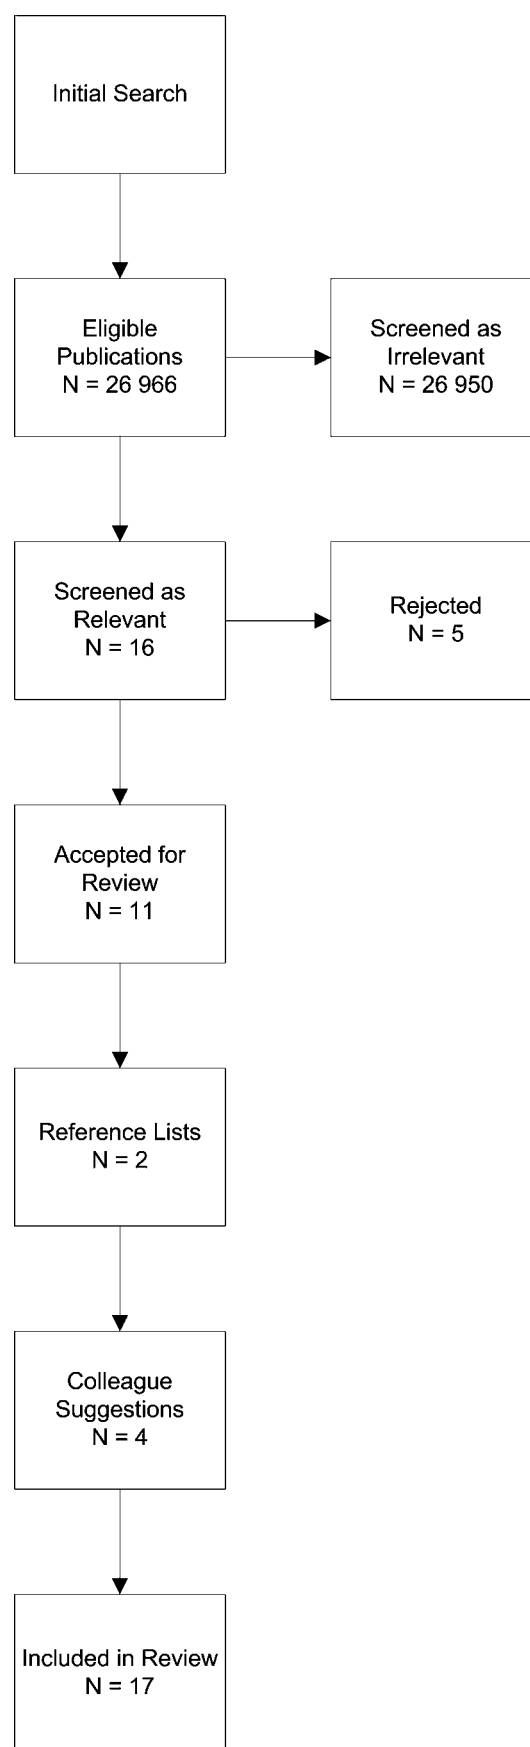 Initial Search
Eligible
Publications
N = 26 966
Screened as
Irrelevant
N = 26 950
Screened as
Relevant
N = 16
Rejected
N = 5
Accepted for
Review
N = 11
Reference Lists
N = 2
Colleague
Suggestions
N = 4
Included in Review
N = 17